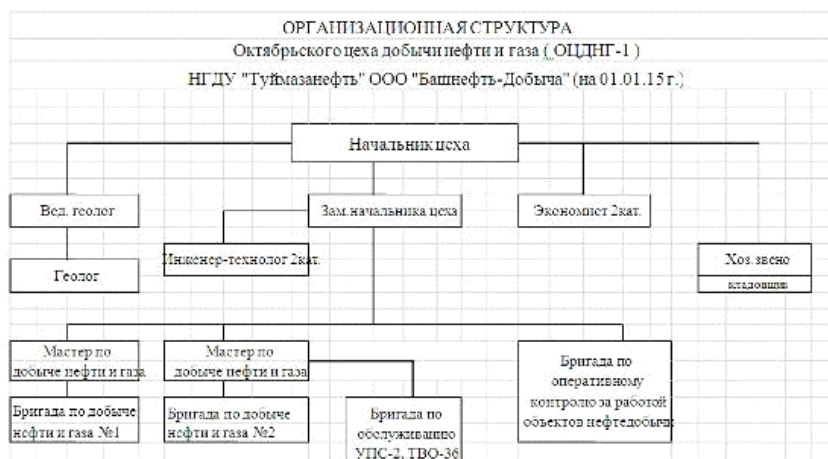 ОРГАНИЗАЦИОННАЯ СТРУКТУРА
Октябрьского цеха добычи нефти и газа ( ОЦДНГ-1 )
НГДУ "Туймазанефть" ООО "Башнефть-Добыча" (на 01.01.15 г.)
Начальник цеха
Вед. геолог
Зам.начальника цеха
Экономист 2кат.
Геолог
Инженер-технолог 2кат.
Хоз. звено
кладовщик
Мастер по
добыче нефти и газа
Мастер по
добыче нефти и газа
Бригада по
оперативному
контролю за работой
объектов нефтедобычи
Бригада по добыче
нефти и газа №1
Бригада по добыче
нефти и газа №2
Бригада по
обслуживанию
УПС-2, ТВО-36